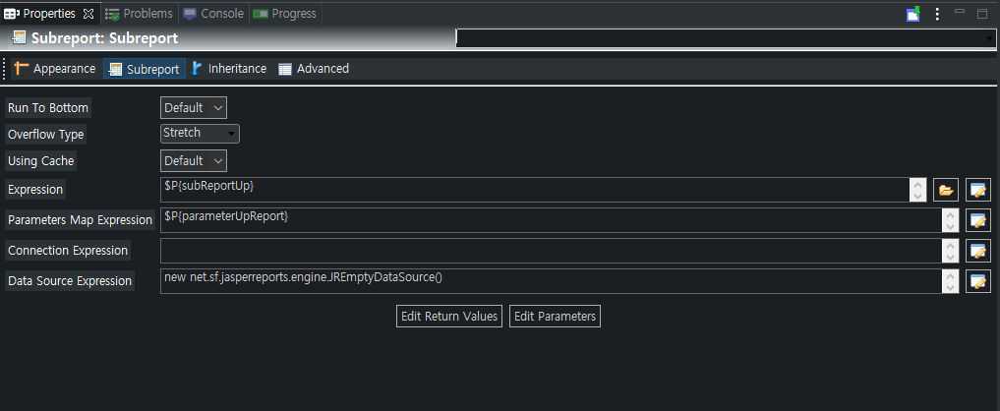 Properties Problems Console Progress
Subreport: Subreport
Appearance Subreport Inheritance Advanced
Run To Bottom Default
Overflow Type Stretch
Using Cache Default
Expression $P{subReportUp}
Parameters Map Expression $P{parameterUpReport}
Connection Expression
Data Source Expression new net.sf.jasperreports.engine.JREmptyDataSource()
Edit Return Values Edit Parameters